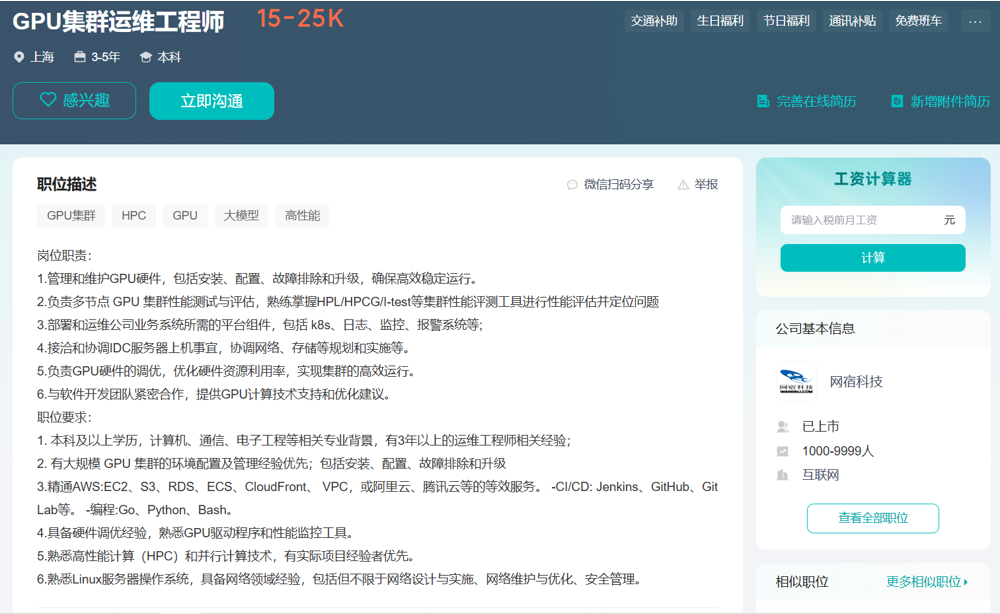 GPU集群运维工程师 15-25K
交通补助 生日福利 节日福利 通讯补贴 免费班车 ...
上海 3-5年 本科
感兴趣 立即沟通
完善在线简历 新增附件简历
职位描述
微信扫码分享 举报
GPU集群 HPC GPU 大模型 高性能
岗位职责：
1.管理和维护GPU硬件，包括安装、配置、故障排除和升级，确保高效稳定运行。
2.负责多节点 GPU 集群性能测试与评估，熟练掌握HPL/HPCG/I-test等集群性能评测工具进行性能评估并定位问题
3.部署和运维公司业务系统所需的平台组件，包括 k8s、日志、监控、报警系统等;
4.接洽和协调IDC服务器上机事宜，协调网络、存储等规划和实施等。
5.负责GPU硬件的调优，优化硬件资源利用率，实现集群的高效运行。
6.与软件开发团队紧密合作，提供GPU计算技术支持和优化建议。
职位要求：
1. 本科及以上学历，计算机、通信、电子工程等相关专业背景，有3年以上的运维工程师相关经验；
2. 有大规模 GPU 集群的环境配置及管理经验优先；包括安装、配置、故障排除和升级
3.精通AWS:EC2、S3、RDS、ECS、CloudFront、 VPC，或阿里云、腾讯云等的等效服务。 -CI/CD: Jenkins、GitHub、Git
Lab等。 -编程:Go、Python、Bash。
4.具备硬件调优经验，熟悉GPU驱动程序和性能监控工具。
5.熟悉高性能计算（HPC）和并行计算技术，有实际项目经验者优先。
6.熟悉Linux服务器操作系统，具备网络领域经验，包括但不限于网络设计与实施、网络维护与优化、安全管理。
工资计算器
请输入税前月工资 元
计算
公司基本信息
网宿科技
网宿科技
已上市
1000-9999人
互联网
查看全部职位
相似职位 更多相似职位